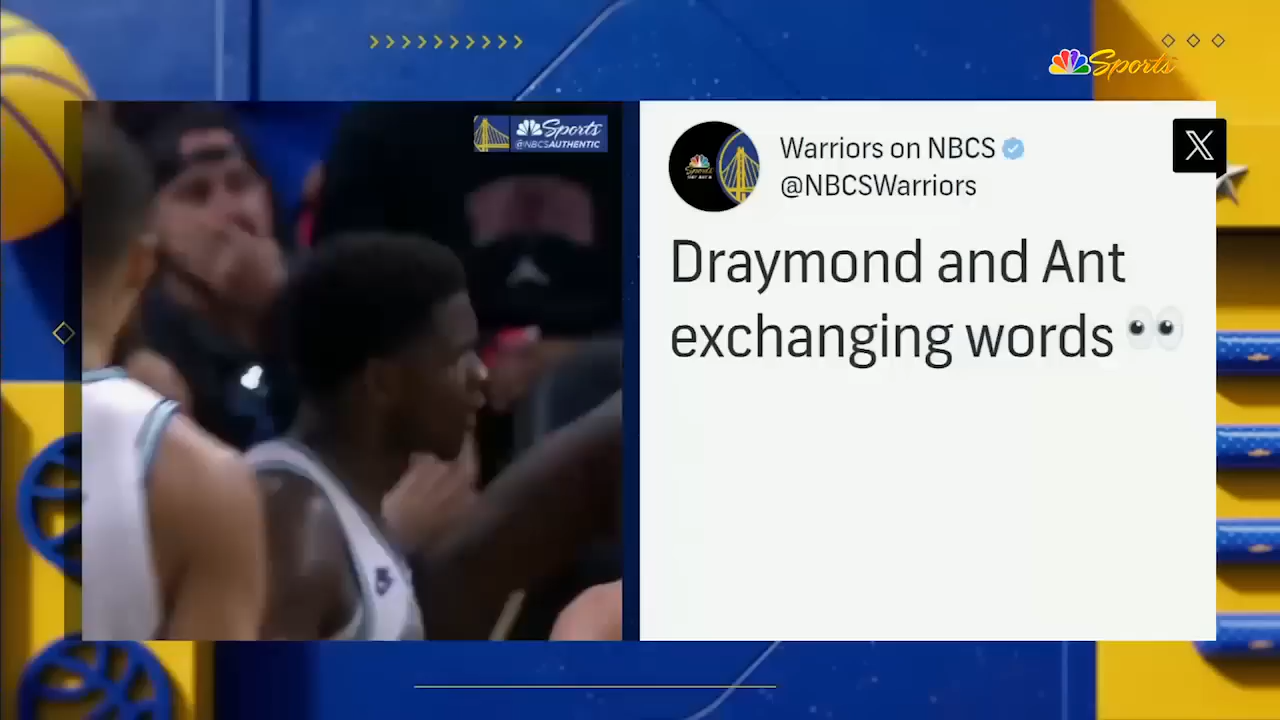 Sports
Sports
@NBCSAUTHENTIC
Warriors on NBCS
@NBCSWarriors
Draymond and Ant
exchanging words